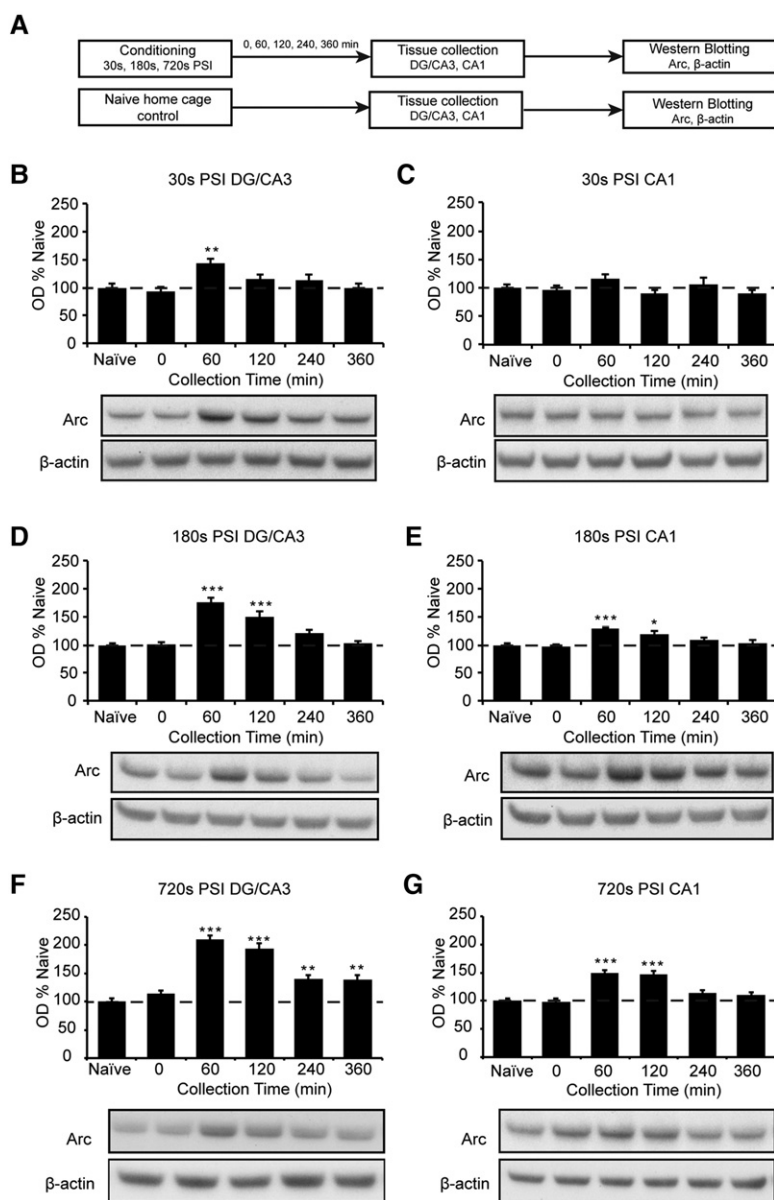 A
Conditioning
30s, 180s, 720s PSI
0, 60, 120, 240, 360 min
Tissue collection
DG/CA3, CA1
Western Blotting
Arc, β-actin
Naive home cage
control
Tissue collection
DG/CA3, CA1
Western Blotting
Arc, β-actin
B
30s PSI DG/CA3
OD % Naive
250
200
150
100
50
0
**
Naïve 0 60 120 240 360
Collection Time (min)
Arc
β-actin
C
30s PSI CA1
OD % Naive
250
200
150
100
50
0
Naïve 0 60 120 240 360
Collection Time (min)
Arc
β-actin
D
180s PSI DG/CA3
OD % Naive
250
200
150
100
50
0
*** ***
Naïve 0 60 120 240 360
Collection Time (min)
Arc
β-actin
E
180s PSI CA1
OD % Naive
250
200
150
100
50
0
*** *
Naïve 0 60 120 240 360
Collection Time (min)
Arc
β-actin
F
720s PSI DG/CA3
OD % Naive
250
200
150
100
50
0
*** *** ** **
Naïve 0 60 120 240 360
Collection Time (min)
Arc
β-actin
G
720s PSI CA1
OD % Naive
250
200
150
100
50
0
*** ***
Naïve 0 60 120 240 360
Collection Time (min)
Arc
β-actin